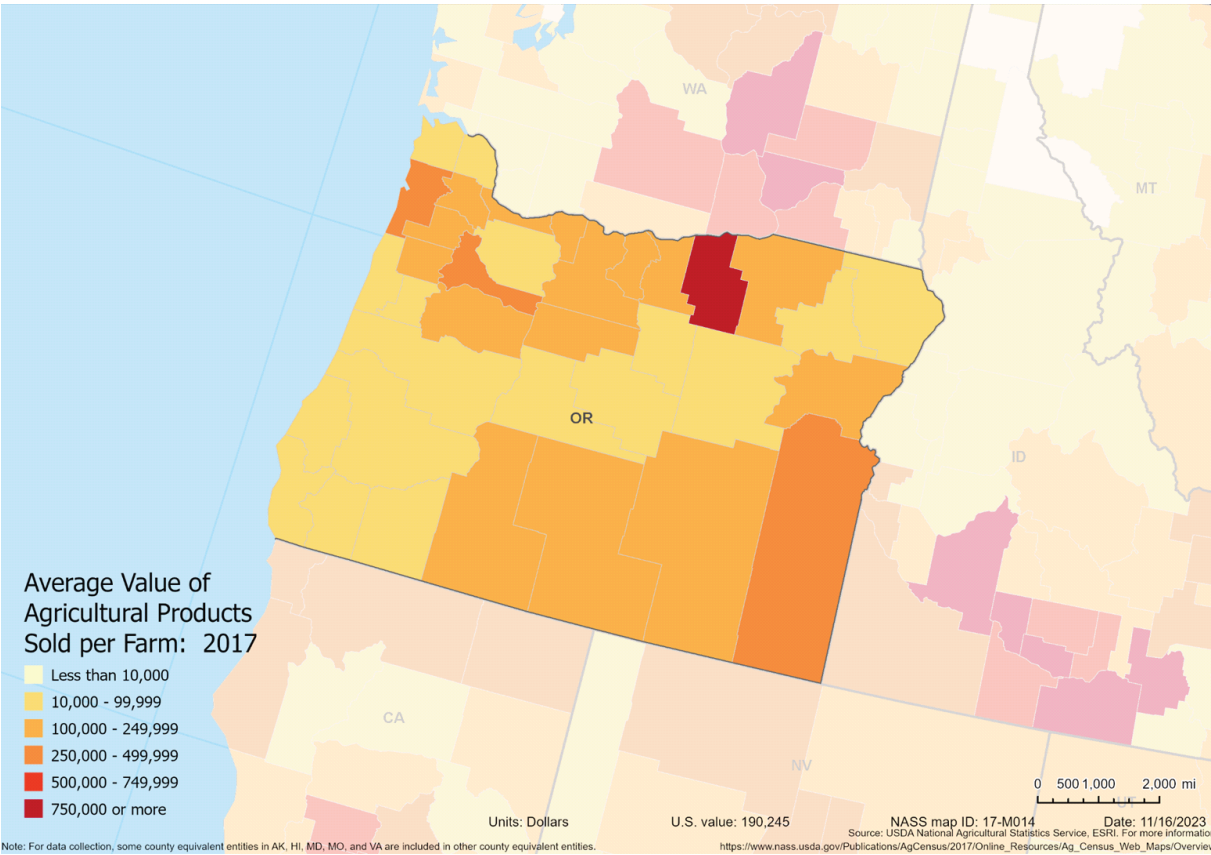 WA
MT
OR
ID
Average Value of
Agricultural Products
Sold per Farm: 2017
Less than 10,000
10,000 - 99,999
100,000 - 249,999
250,000 - 499,999
500,000 - 749,999
750,000 or more
CA
NV
UT
0 500 1,000 2,000 mi
Units: Dollars U.S. value: 190,245 NASS map ID: 17-M014 Date: 11/16/2023
Source: USDA National Agricultural Statistics Service, ESRI. For more informatio
Note: For data collection, some county equivalent entities in AK, HI, MD, MO, and VA are included in other county equivalent entities.
https://www.nass.usda.gov/Publications/AgCensus/2017/Online_Resources/Ag_Census_Web_Maps/Overview